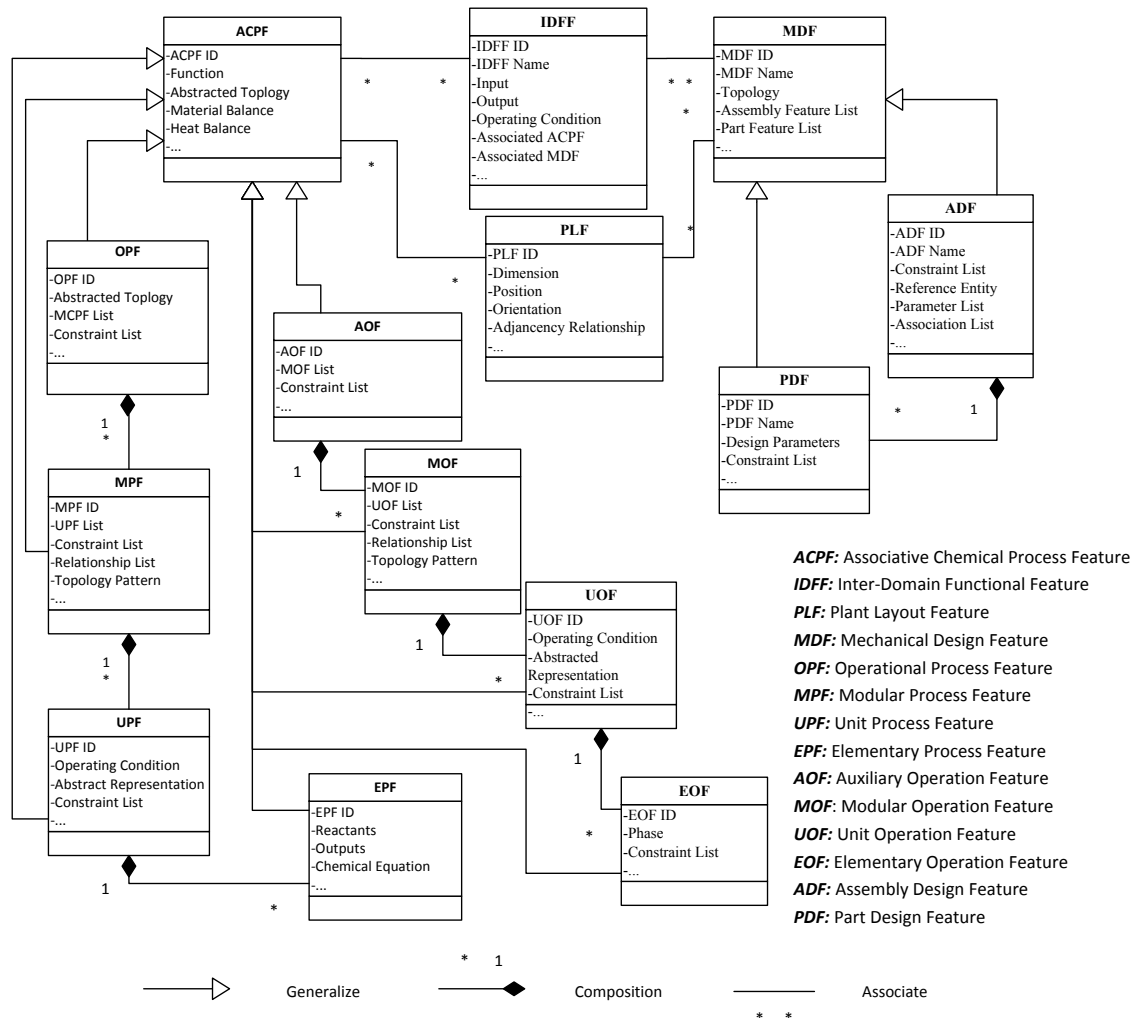 ACPF
-ACPF ID
-Function
-Abstracted Toplogy
-Material Balance
-Heat Balance
-...
IDFF
-IDFF ID
-IDFF Name
-Input
-Output
-Operating Condition
-Associated ACPF
-Associated MDF
-...
MDF
-MDF ID
-MDF Name
-Topology
-Assembly Feature List
-Part Feature List
-...
* *
* *
*
*
*
*
PLF
-PLF ID
-Dimension
-Position
-Orientation
-Adjancency Relationship
-...
ADF
-ADF ID
-ADF Name
-Constraint List
-Reference Entity
-Parameter List
-Association List
-...
OPF
-OPF ID
-Abstracted Toplogy
-MCPF List
-Constraint List
-...
AOF
-AOF ID
-MOF List
-Constraint List
-...
PDF
-PDF ID
-PDF Name
-Design Parameters
-Constraint List
-...
* 1
1
*
1
*
MPF
-MPF ID
-UPF List
-Constraint List
-Relationship List
-Topology Pattern
-...
MOF
-MOF ID
-UOF List
-Constraint List
-Relationship List
-Topology Pattern
-...
1
*
UOF
-UOF ID
-Operating Condition
-Abstracted
Representation
-Constraint List
-...
1
*
UPF
-UPF ID
-Operating Condition
-Abstract Representation
-Constraint List
-...
1
*
EPF
-EPF ID
-Reactants
-Outputs
-Chemical Equation
-...
1
*
EOF
-EOF ID
-Phase
-Constraint List
-...
ACPF: Associative Chemical Process Feature
IDFF: Inter-Domain Functional Feature
PLF: Plant Layout Feature
MDF: Mechanical Design Feature
OPF: Operational Process Feature
MPF: Modular Process Feature
UPF: Unit Process Feature
EPF: Elementary Process Feature
AOF: Auxiliary Operation Feature
MOF: Modular Operation Feature
UOF: Unit Operation Feature
EOF: Elementary Operation Feature
ADF: Assembly Design Feature
PDF: Part Design Feature
* 1
Generalize
Composition
Associate
* *